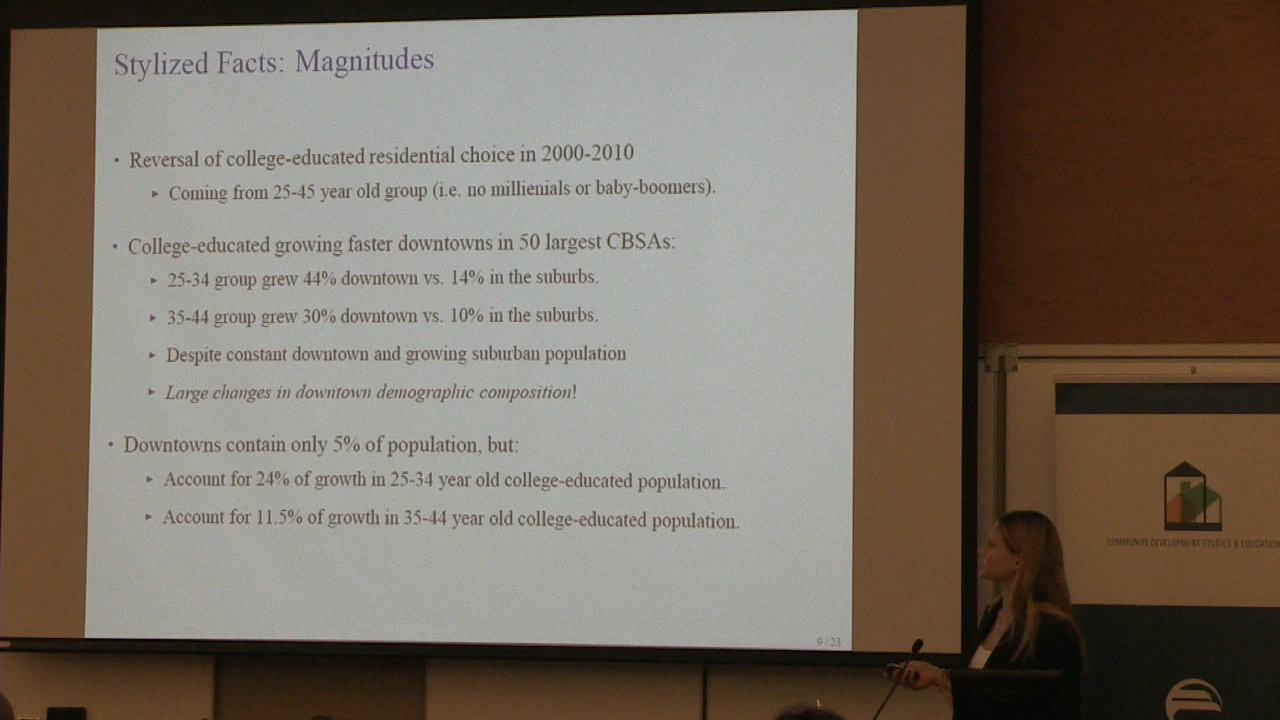 Stylized Facts: Magnitudes
• Reversal of college-educated residential choice in 2000-2010
▸ Coming from 25-45 year old group (i.e. no millienials or baby-boomers).
• College-educated growing faster downtowns in 50 largest CBSAs:
▸ 25-34 group grew 44% downtown vs. 14% in the suburbs.
▸ 35-44 group grew 30% downtown vs. 10% in the suburbs.
▸ Despite constant downtown and growing suburban population
▸ Large changes in downtown demographic composition!
• Downtowns contain only 5% of population, but:
▸ Account for 24% of growth in 25-34 year old college-educated population.
▸ Account for 11.5% of growth in 35-44 year old college-educated population.
9 / 23
COMMUNITY DEVELOPMENT STUDIES & EDUCATION